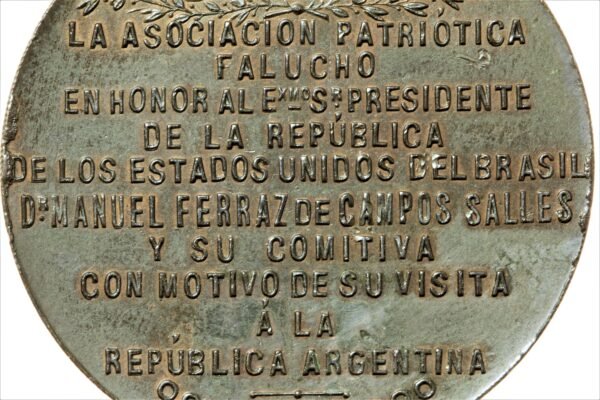 LA ASOCIACION PATRIÓTICA
FALUCHO
EN HONOR AL EXMO SR. PRESIDENTE
DE LA REPÚBLICA
DE LOS ESTADOS UNIDOS DEL BRASIL
DR. MANUEL FERRAZ DE CAMPOS SALLES
Y SU COMITIVA
CON MOTIVO DE SU VISITA
Á LA
REPÚBLICA ARGENTINA